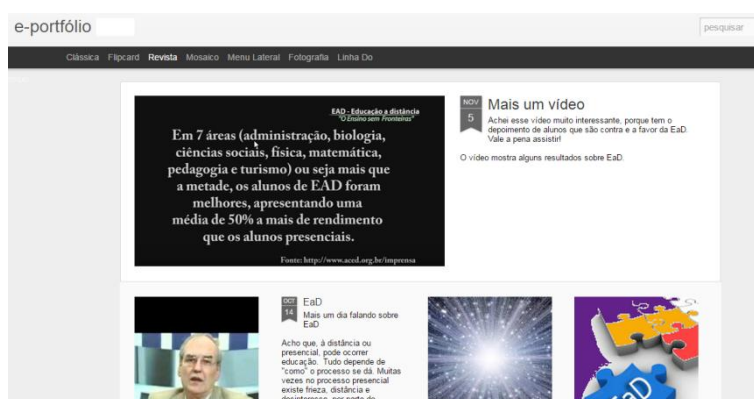 e-portfólio
pesquisar
Clássica Flipcard Revista Mosaico Menu Lateral Fotografia Linha Do
EAD - Educação a distância
"O Ensino sem Fronteiras"
Em 7 áreas (administração, biologia,
ciências sociais, física, matemática,
pedagogia e turismo) ou seja mais que
a metade, os alunos de EAD foram
melhores, apresentando uma
média de 50% a mais de rendimento
que os alunos presenciais.
Fonte: http://www.aced.org.br/imprensa
NOV
5
Mais um vídeo
Achei esse vídeo muito interessante, porque tem o
depoimento de alunos que são contra e a favor da EaD.
Vale a pena assistir!
O vídeo mostra alguns resultados sobre EaD.
OCT
14
EaD
Mais um dia falando sobre
EaD
Acho que, à distância ou
presencial, pode ocorrer
educação. Tudo depende de
"como" o processo se dá. Muitas
vezes no processo presencial
existe frieza, distância e
desinteresse, por parte de
EaD